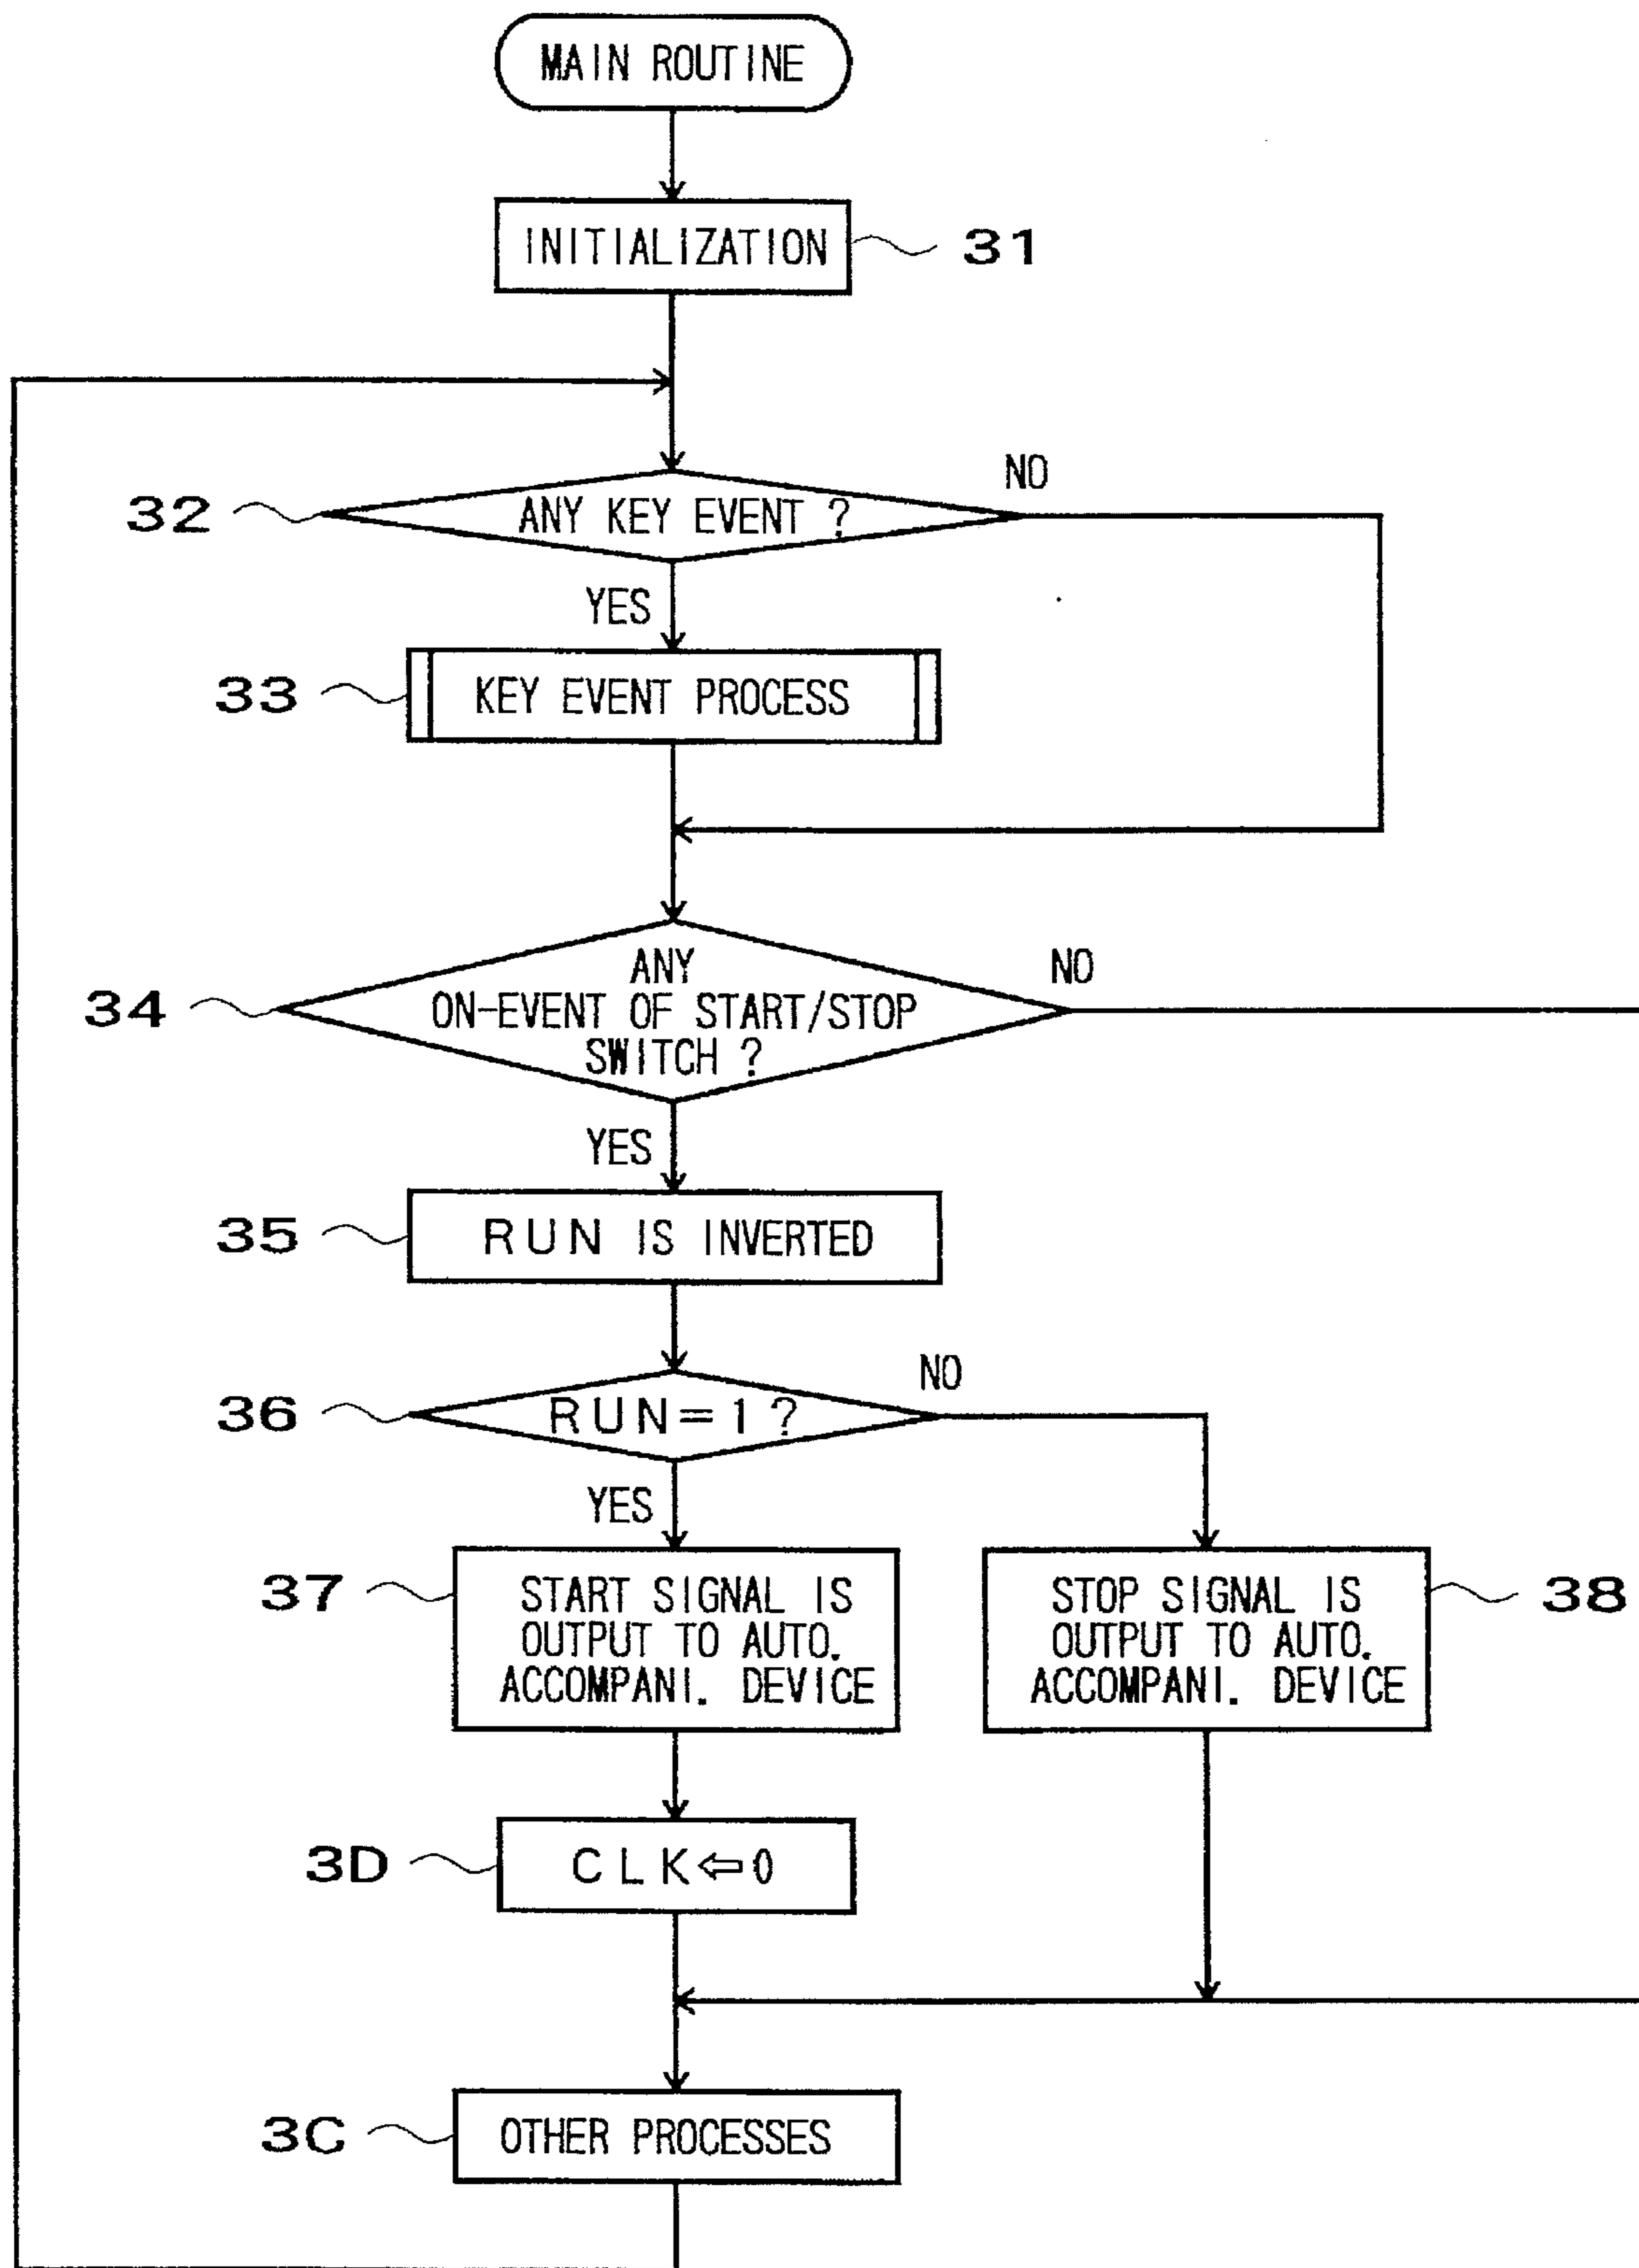 MAIN ROUTINE
INITIALIZATION
31
NO
32
ANY KEY EVENT ?
YES
33
KEY EVENT PROCESS
ANY
ON-EVENT OF START/STOP
SWITCH ?
NO
34
YES
35
RUN IS INVERTED
NO
36
RUN=1 ?
YES
37
START SIGNAL IS
OUTPUT TO AUTO.
ACCOMPANI. DEVICE
STOP SIGNAL IS
OUTPUT TO AUTO.
ACCOMPANI. DEVICE
38
3D
CLK⇦0
3C
OTHER PROCESSES